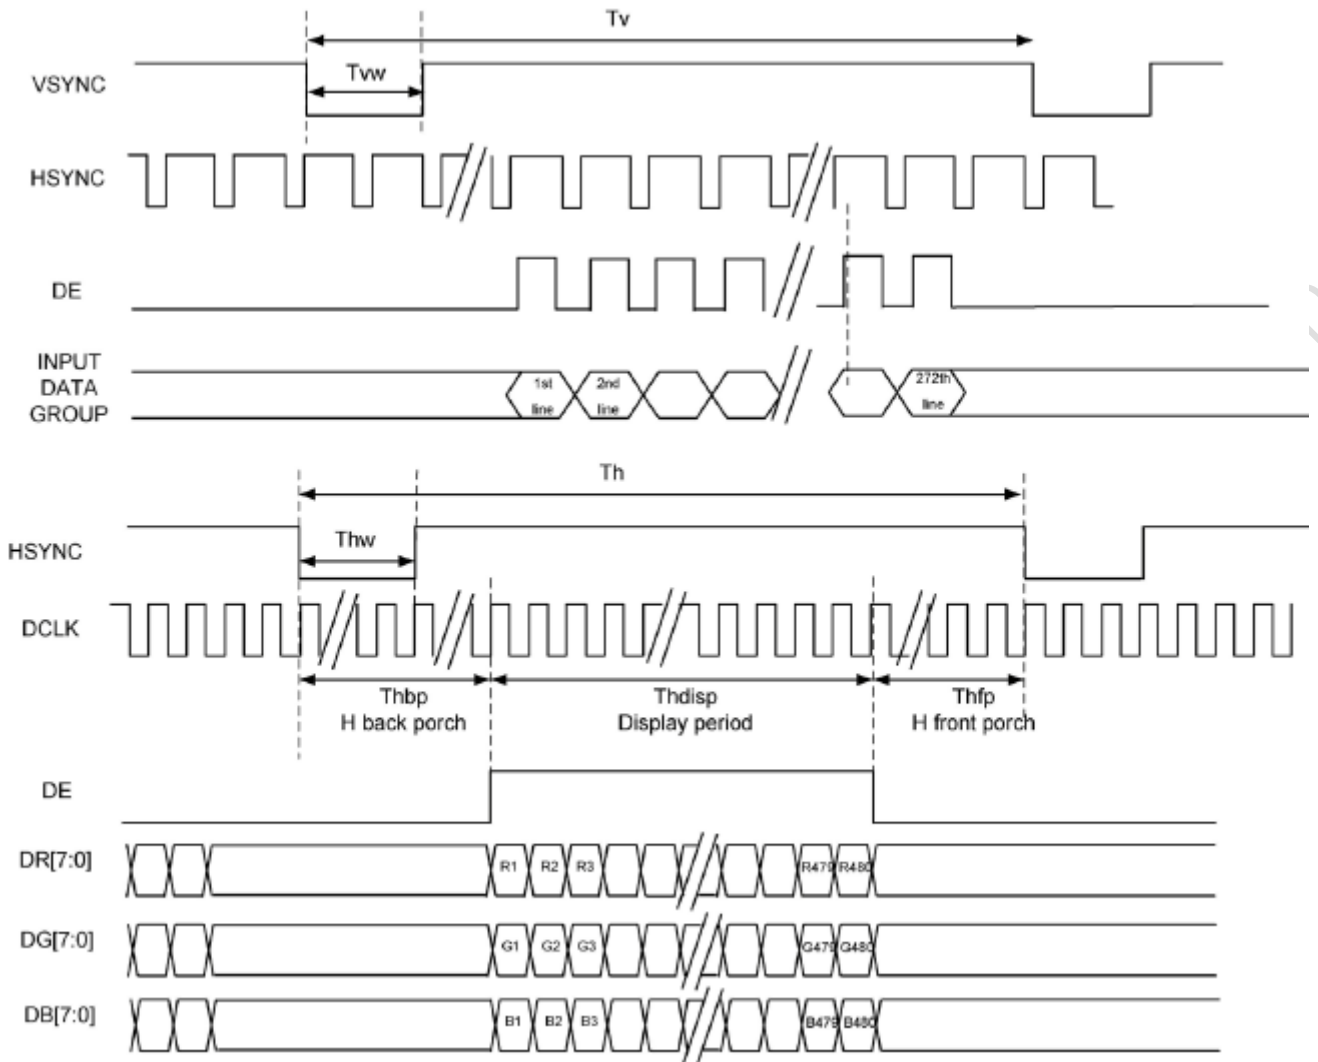 Tv
VSYNC
Tvw
HSYNC
DE
INPUT
DATA
GROUP
1st
line
2nd
line
272th
line
Th
HSYNC
Thw
DCLK
Thbp
H back porch
Thdisp
Display period
Thfp
H front porch
DE
DR[7:0]
R1 R2 R3 R479 R480
DG[7:0]
G1 G2 G3 G479 G480
DB[7:0]
B1 B2 B3 B479 B480